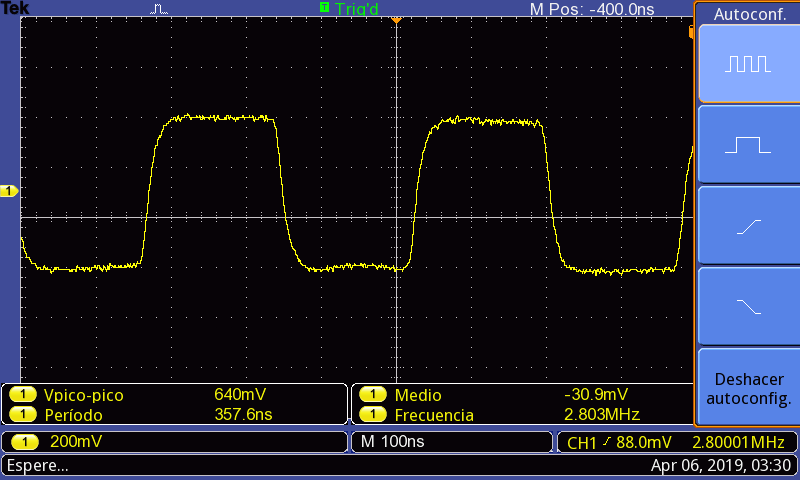 Tek T Trig'd M Pos: -400.0ns Autoconf.
1
1 Vpico-pico 640mV 1 Medio -30.9mV
1 Período 357.6ns 1 Frecuencia 2.803MHz
Deshacer
autoconfig.
1 200mV M 100ns CH1 88.0mV 2.80001MHz
Espere... Apr 06, 2019, 03:30